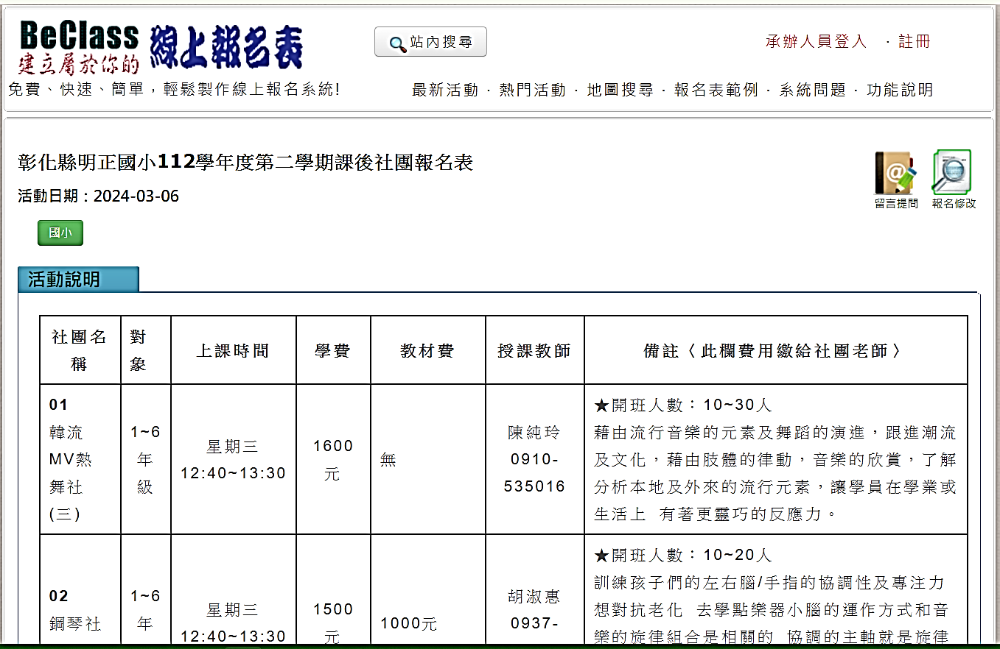 BeClass 線上報名表
建立屬於你的
站內搜尋
承辦人員登入 ‧ 註冊
免費、快速、簡單，輕鬆製作線上報名系統!
最新活動 ‧ 熱門活動 ‧ 地圖搜尋 ‧ 報名表範例 ‧ 系統問題 ‧ 功能說明
彰化縣明正國小112學年度第二學期課後社團報名表
活動日期：2024-03-06
留言提問
報名修改
國小
活動說明
社團名
稱
對
象
上課時間
學費
教材費
授課教師
備註〈此欄費用繳給社團老師〉
01
韓流
MV熱
舞社
(三)
1~6
年
級
星期三
12:40~13:30
1600
元
無
陳純玲
0910-
535016
★開班人數：10~30人
藉由流行音樂的元素及舞蹈的演進，跟進潮流
及文化，藉由肢體的律動，音樂的欣賞，了解
分析本地及外來的流行元素，讓學員在學業或
生活上 有著更靈巧的反應力。
02
鋼琴社
1~6
年
星期三
12:40~13:30
1500
元
1000元
胡淑惠
0937-
★開班人數：10~20人
訓練孩子們的左右腦/手指的協調性及專注力
想對抗老化 去學點樂器小腦的運作方式和音
樂的旋律組合是相關的 協調的主軸就是旋律